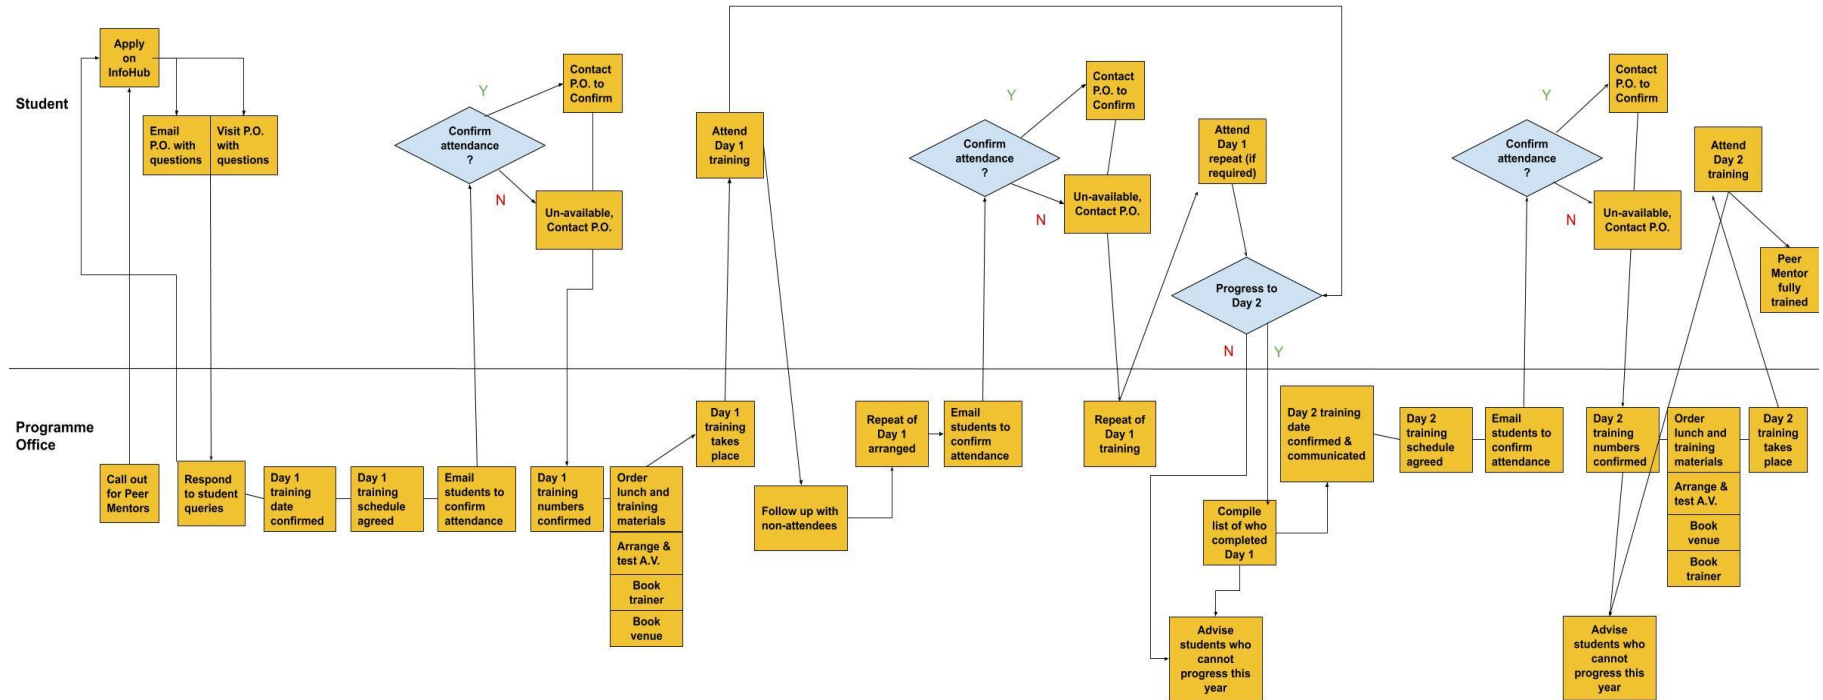 Student
Apply
on
InfoHub
Email
P.O. with
questions
Visit P.O.
with
questions
Y
Confirm
attendance
?
N
Contact
P.O. to
Confirm
Un-available,
Contact P.O.
Attend
Day 1
training
Y
Confirm
attendance
?
N
Contact
P.O. to
Confirm
Un-available,
Contact P.O.
Attend
Day 1
repeat (if
required)
Progress to
Day 2
N
Y
Y
Confirm
attendance
?
N
Contact
P.O. to
Confirm
Un-available,
Contact P.O.
Attend
Day 2
training
Peer
Mentor
fully
trained
Programme
Office
Call out
for Peer
Mentors
Respond
to student
queries
Day 1
training
date
confirmed
Day 1
training
schedule
agreed
Email
students to
confirm
attendance
Day 1
training
numbers
confirmed
Order
lunch and
training
materials
Arrange &
test A.V.
Book
trainer
Book
venue
Day 1
training
takes
place
Follow up with
non-attendees
Repeat of
Day 1
arranged
Email
students to
confirm
attendance
Repeat of
Day 1
training
Compile
list of who
completed
Day 1
Advise
students who
cannot
progress this
year
Day 2 training
date
confirmed &
communicated
Day 2
training
schedule
agreed
Email
students to
confirm
attendance
Day 2
training
numbers
confirmed
Order
lunch and
training
materials
Arrange &
test A.V.
Book
venue
Book
trainer
Day 2
training
takes
place
Advise
students who
cannot
progress this
year